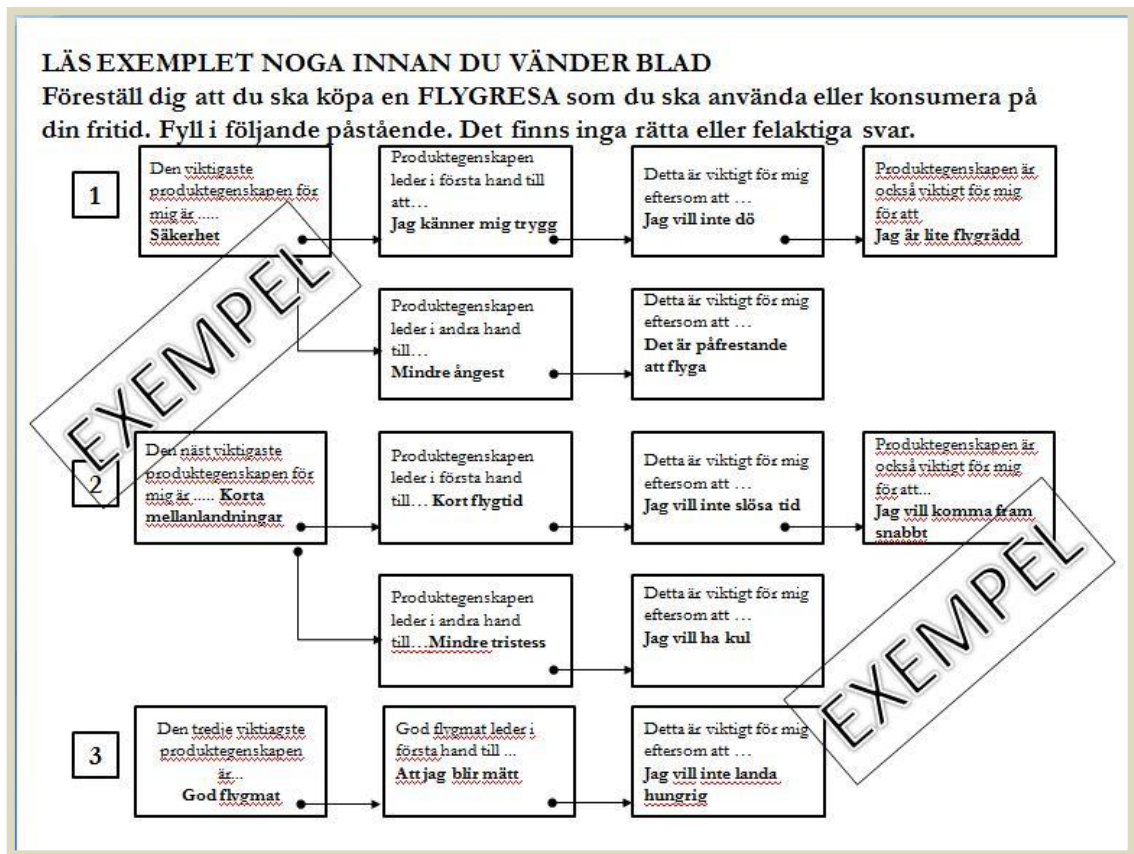 LÄS EXEMPLET NOGA INNAN DU VÄNDER BLAD
Föreställ dig att du ska köpa en FLYGRESA som du ska använda eller konsumera på
din fritid. Fyll i följande påstående. Det finns inga rätta eller felaktiga svar.
1
Den viktigaste
produktegenskapen för
mig är .....
Säkerhet
Produktegenskapen
leder i första hand till
att…
Jag känner mig trygg
Detta är viktigt för mig
eftersom att …
Jag vill inte dö
Produktegenskapen är
också viktigt för mig
för att
Jag är lite flygrädd
Produktegenskapen
leder i andra hand
till…
Mindre ångest
Detta är viktigt för mig
eftersom att …
Det är påfrestande
att flyga
EXEMPEL
2
Den näst viktigaste
produktegenskapen för
mig är ..... Korta
mellanlandningar
Produktegenskapen
leder i första hand
till… Kort flygtid
Detta är viktigt för mig
eftersom att …
Jag vill inte slösa tid
Produktegenskapen är
också viktigt för mig
för att...
Jag vill komma fram
snabbt
Produktegenskapen
leder i andra hand
till…Mindre tristess
Detta är viktigt för mig
eftersom att …
Jag vill ha kul
EXEMPEL
3
Den tredje viktiagste
produktegenskapen
är...
God flygmat
God flygmat leder i
första hand till ...
Att jag blir mätt
Detta är viktigt för mig
eftersom att …
Jag vill inte landa
hungrig